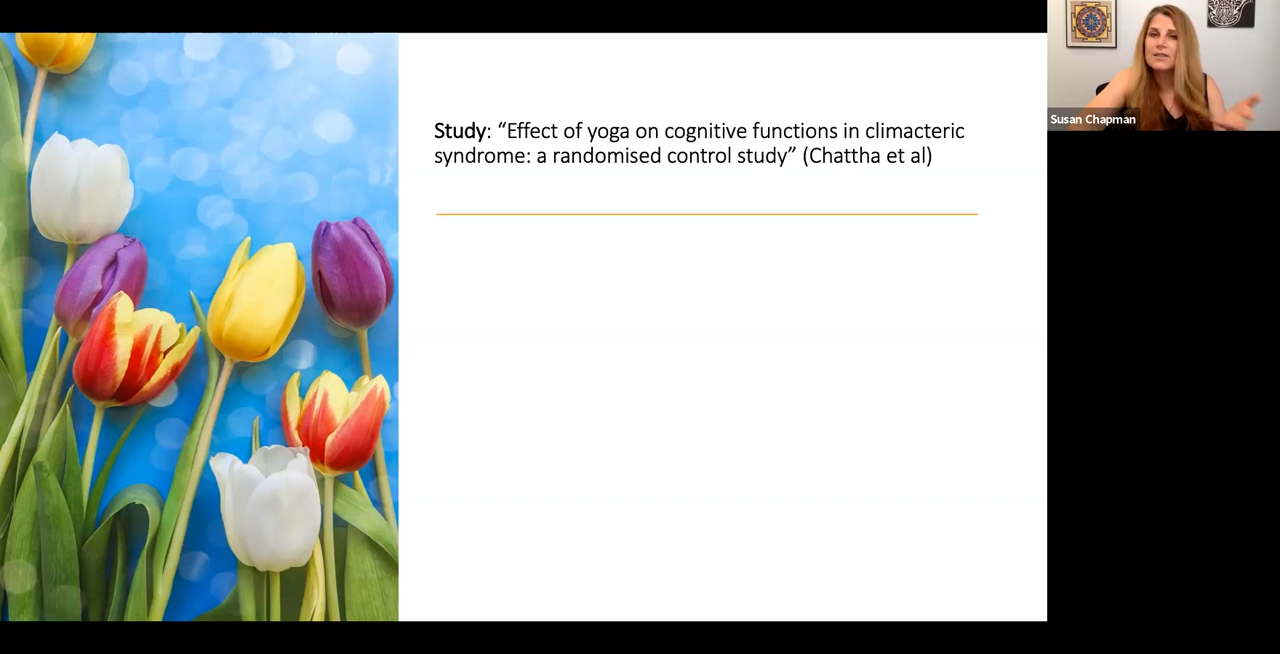 Study: “Effect of yoga on cognitive functions in climacteric
syndrome: a randomised control study” (Chattha et al)
Susan Chapman